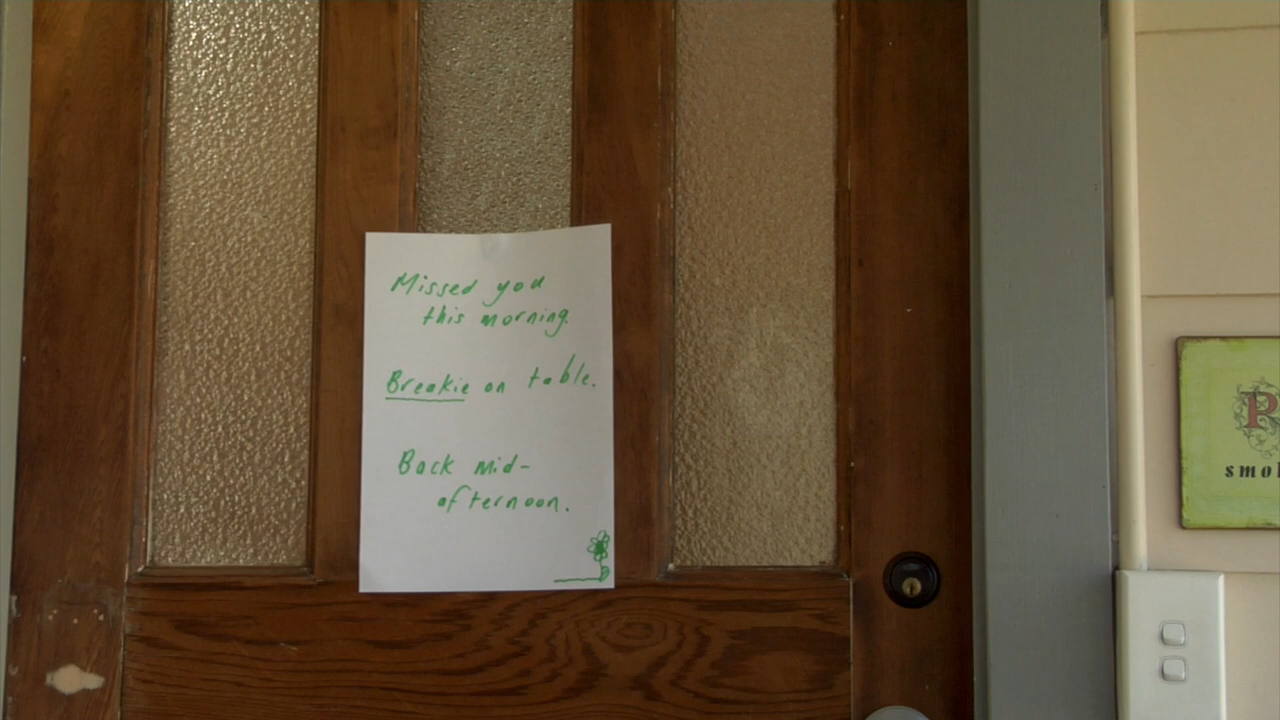 Missed you
this morning.
Breakie on table.
Back mid-
afternoon.